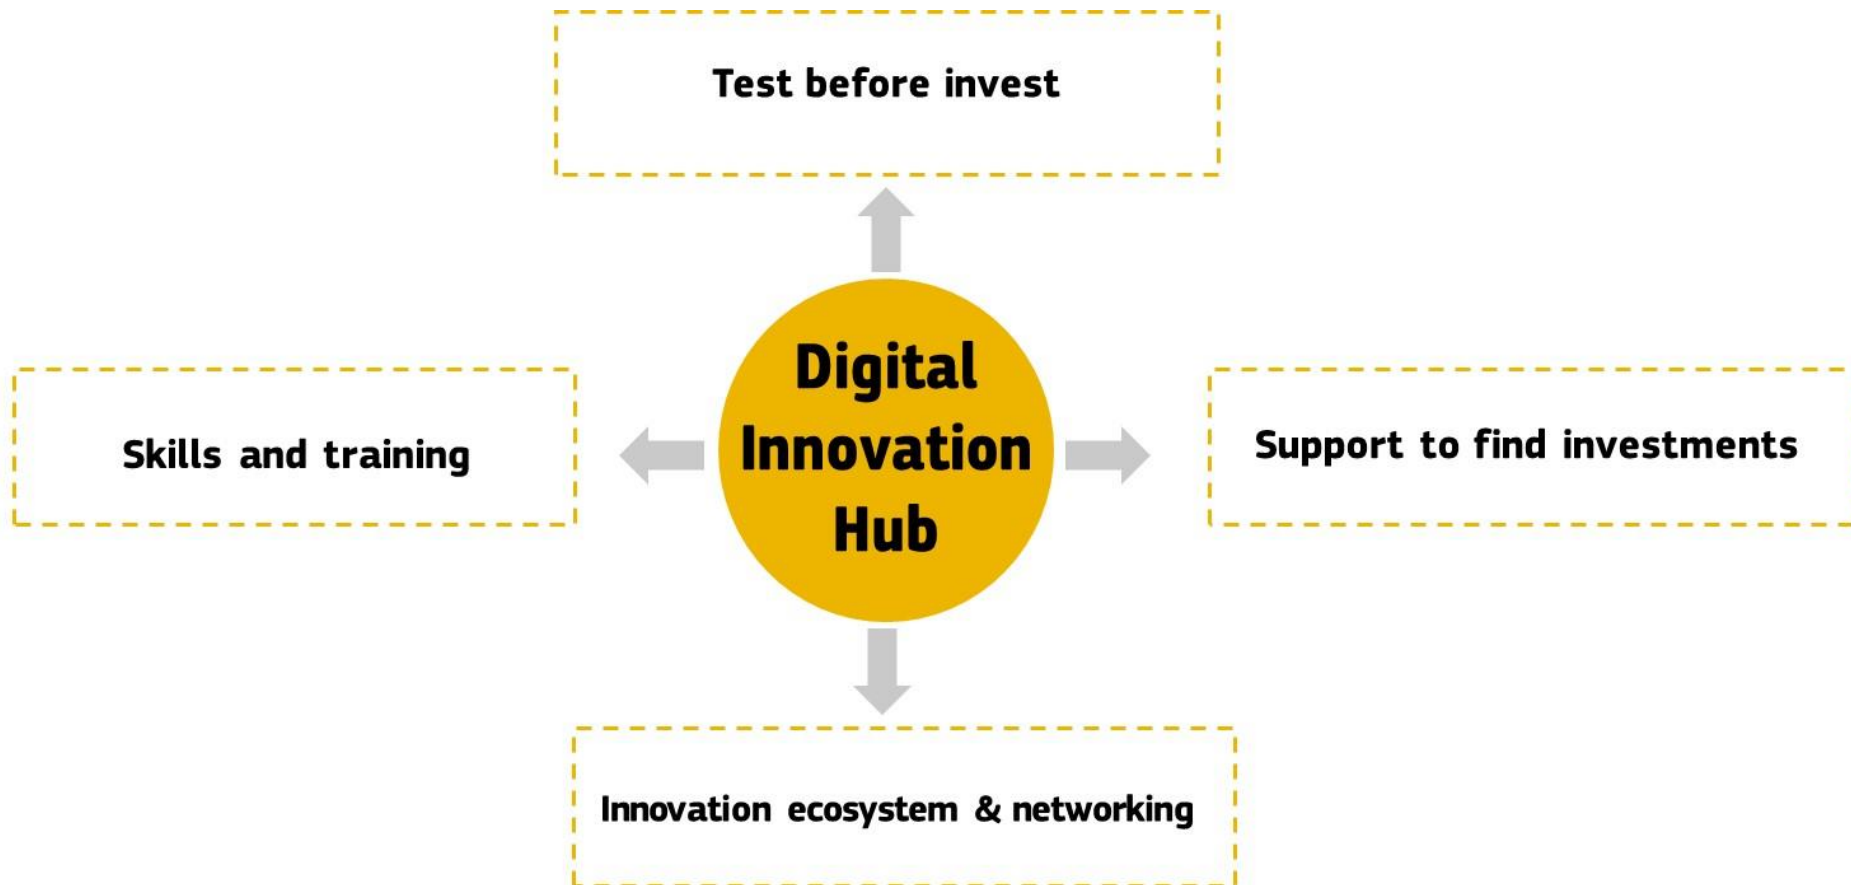 Test before invest
Digital
Innovation
Hub
Skills and training
Support to find investments
Innovation ecosystem & networking